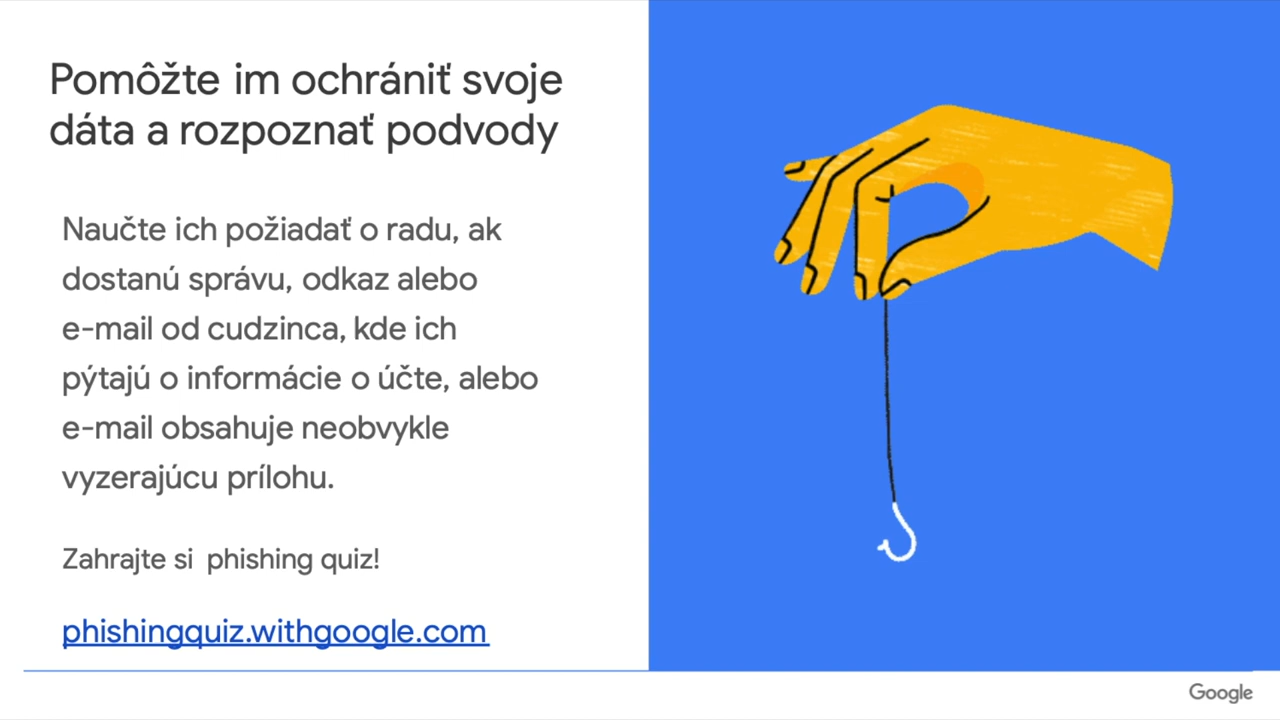 Pomôžte im ochrániť svoje
dáta a rozpoznať podvody
Naučte ich požiadať o radu, ak
dostanú správu, odkaz alebo
e-mail od cudzinca, kde ich
pýtajú o informácie o účte, alebo
e-mail obsahuje neobvykle
vyzerajúcu prílohu.
Zahrajte si  phishing quiz!
phishingquiz.withgoogle.com
Google